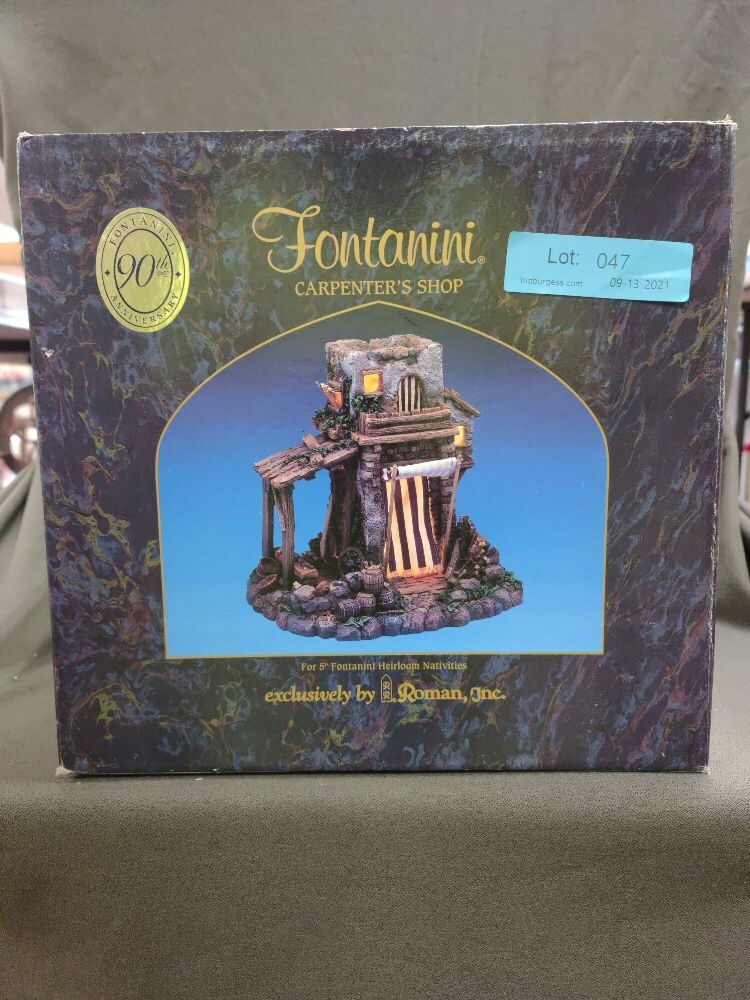 FONTANINI
90th
ANNIVERSARY
Fontanini®
CARPENTER'S SHOP
Lot: 047
bidburgess.com 09-13-2021
For 5" Fontanini Heirloom Nativities
exclusively by Roman, Inc.